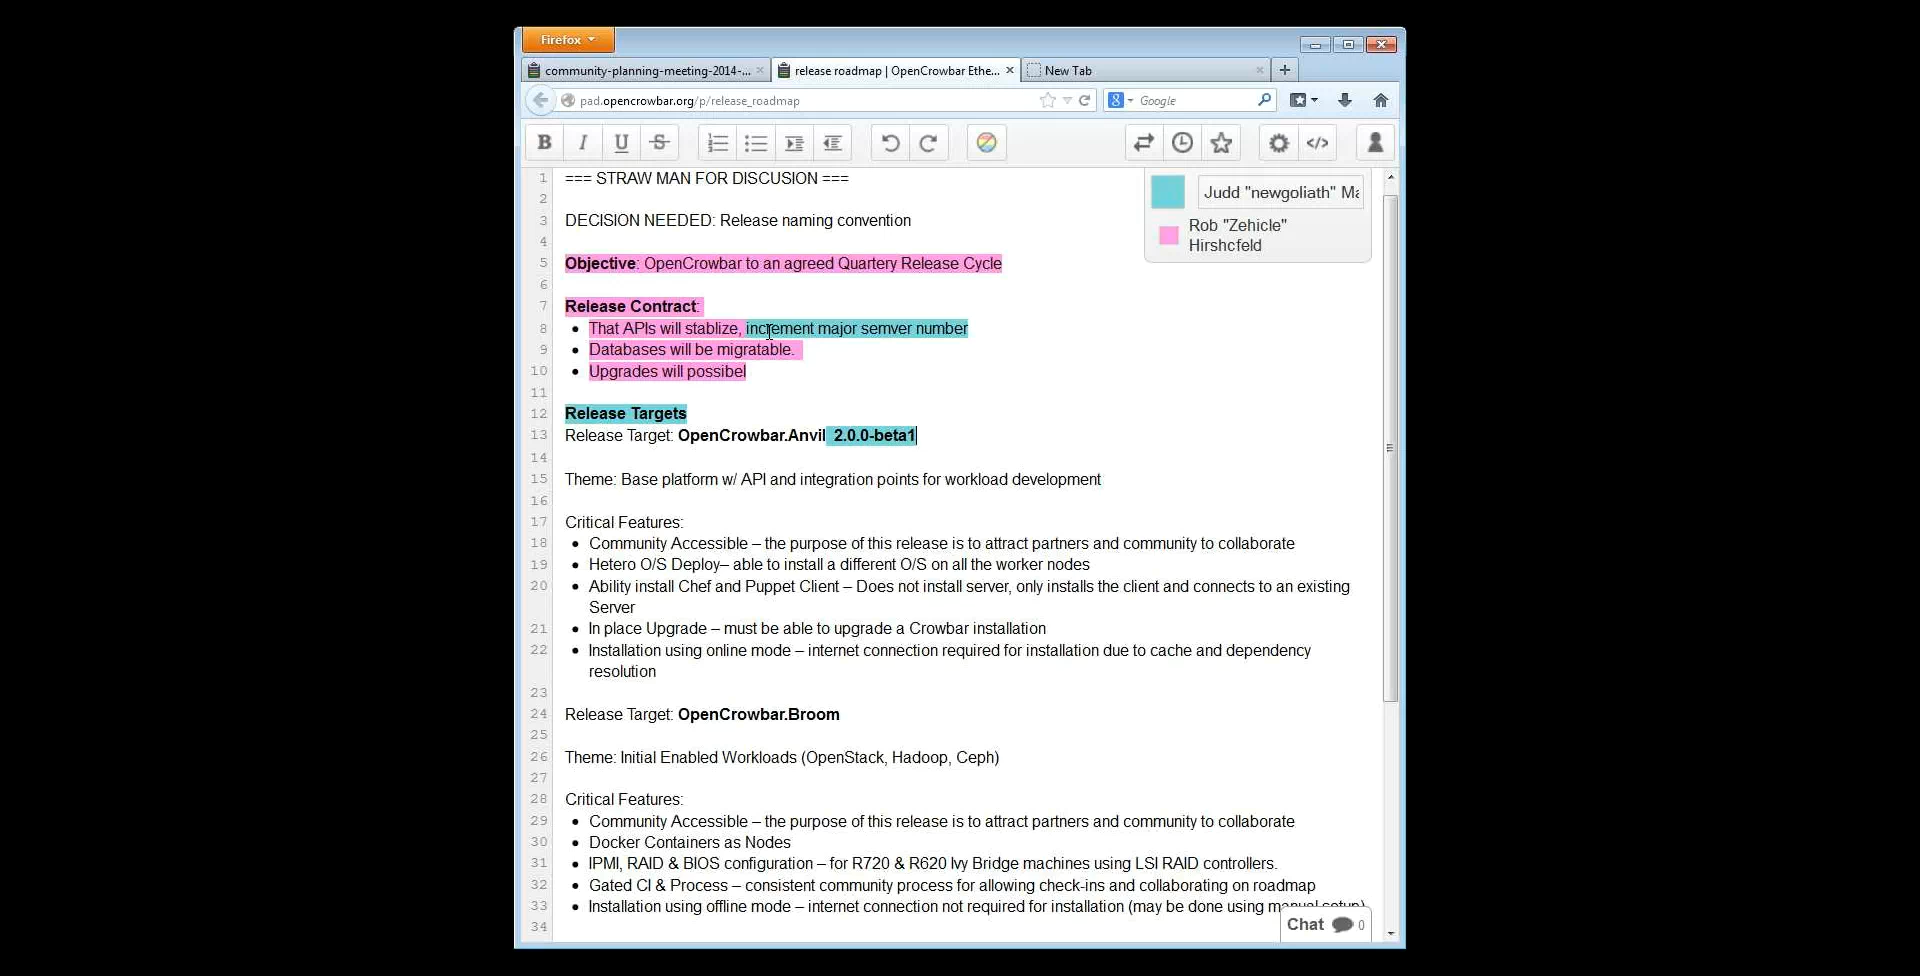 Firefox
community-planning-meeting-2014-...
release roadmap | OpenCrowbar Ethe...
New Tab
pad.opencrowbar.org/p/release_roadmap
8
Google
B I U S
1 === STRAW MAN FOR DISCUSION ===
2
3 DECISION NEEDED: Release naming convention
4
5 Objective: OpenCrowbar to an agreed Quartery Release Cycle
6
7 Release Contract:
8 • That APIs will stablize, increment major semver number
9 • Databases will be migratable.
10 • Upgrades will possibel
11
12 Release Targets
13 Release Target: OpenCrowbar.Anvil 2.0.0-beta1
14
15 Theme: Base platform w/ API and integration points for workload development
16
17 Critical Features:
18 • Community Accessible – the purpose of this release is to attract partners and community to collaborate
19 • Hetero O/S Deploy– able to install a different O/S on all the worker nodes
20 • Ability install Chef and Puppet Client – Does not install server, only installs the client and connects to an existing
Server
21 • In place Upgrade – must be able to upgrade a Crowbar installation
22 • Installation using online mode – internet connection required for installation due to cache and dependency
resolution
23
24 Release Target: OpenCrowbar.Broom
25
26 Theme: Initial Enabled Workloads (OpenStack, Hadoop, Ceph)
27
28 Critical Features:
29 • Community Accessible – the purpose of this release is to attract partners and community to collaborate
30 • Docker Containers as Nodes
31 • IPMI, RAID & BIOS configuration – for R720 & R620 Ivy Bridge machines using LSI RAID controllers.
32 • Gated CI & Process – consistent community process for allowing check-ins and collaborating on roadmap
33 • Installation using offline mode – internet connection not required for installation (may be done using manual setup)
34
Judd "newgoliath" Ma
Rob "Zehicle"
Hirshcfeld
Chat 0